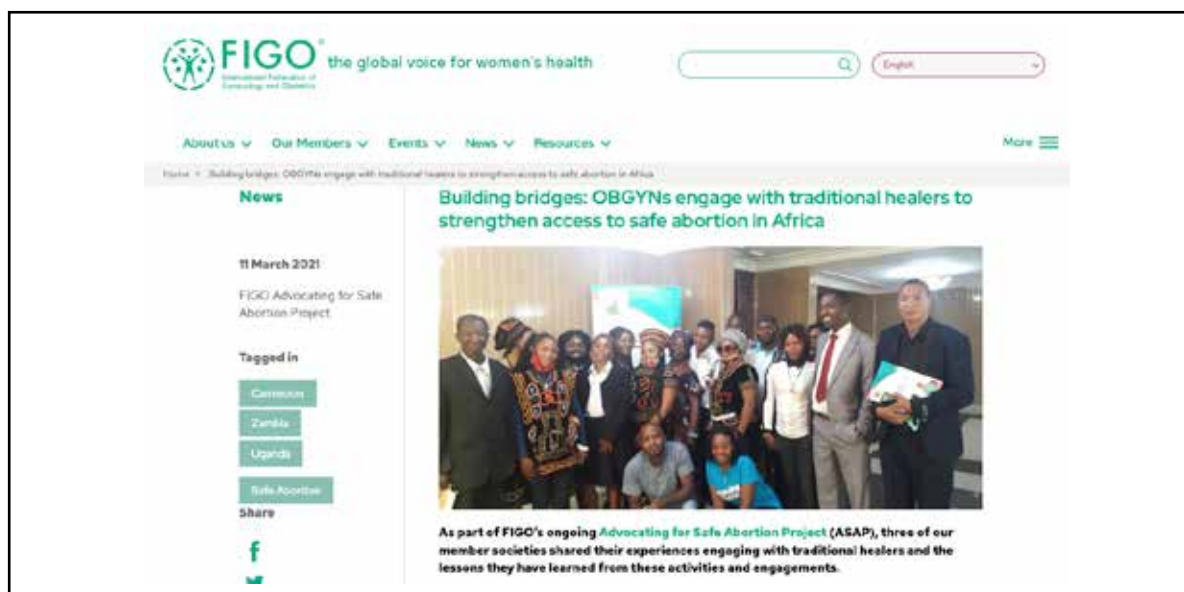 FIGO
the global voice for women's health
International Federation of
Gynecology and Obstetrics
English
About us
Our Members
Events
News
Resources
More
Home > Building bridges: OBGYNs engage with traditional healers to strengthen access to safe abortion in Africa
News
11 March 2021
FIGO Advocating for Safe
Abortion Project
Tagged in
Cameroon
Zambia
Uganda
Safe Abortion
Share
Building bridges: OBGYNs engage with traditional healers to
strengthen access to safe abortion in Africa
As part of FIGO's ongoing Advocating for Safe Abortion Project (ASAP), three of our
member societies shared their experiences engaging with traditional healers and the
lessons they have learned from these activities and engagements.